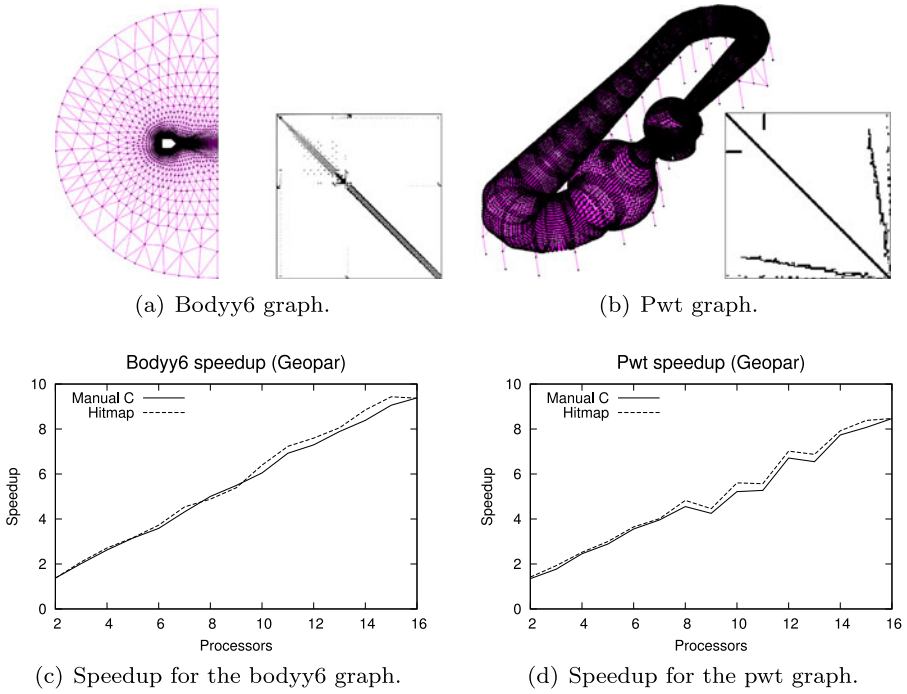 (a) Bodyy6 graph.
(b) Pwt graph.
Bodyy6 speedup (Geopar)
Manual C
Hitmap
Speedup
10
8
6
4
2
0
2 4 6 8 10 12 14 16
Processors
(c) Speedup for the bodyy6 graph.
Pwt speedup (Geopar)
Manual C
Hitmap
Speedup
10
8
6
4
2
0
2 4 6 8 10 12 14 16
Processors
(d) Speedup for the pwt graph.